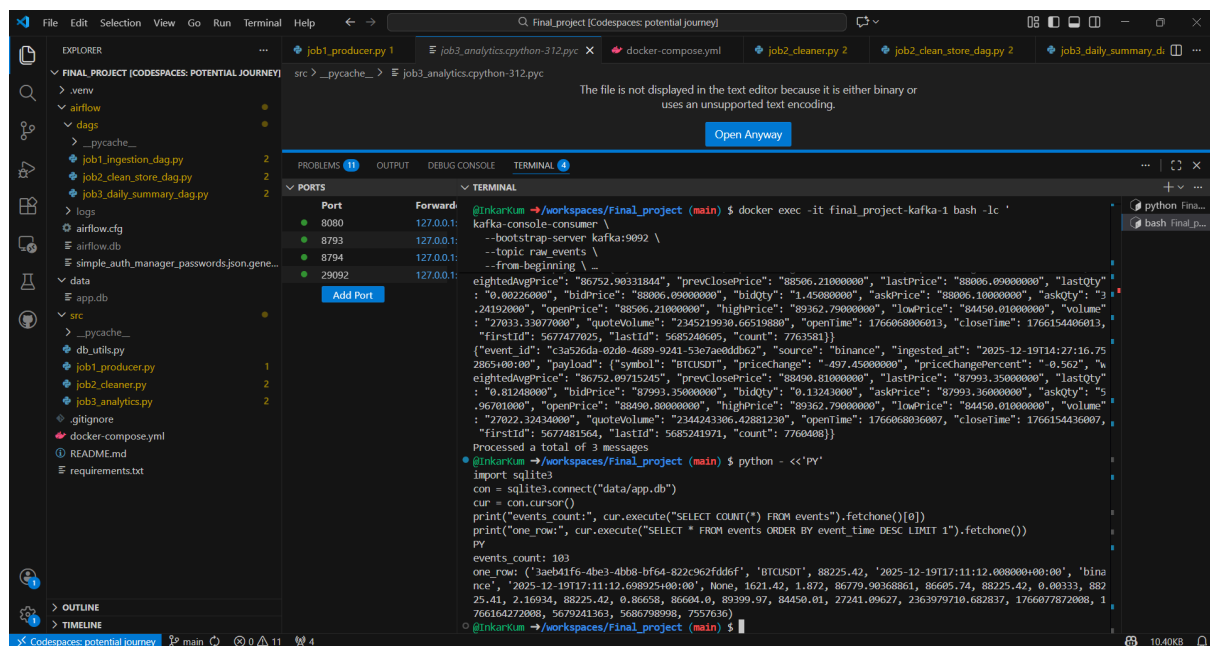 File Edit Selection View Go Run Terminal Help
Final_project [Codespaces: potential journey]
EXPLORER
FINAL_PROJECT [CODESPACES: POTENTIAL JOURNEY]
.venv
airflow
dags
__pycache__
job1_ingestion_dag.py 2
job2_clean_store_dag.py 2
job3_daily_summary_dag.py 2
logs
airflow.cfg
airflow.db
simple_auth_manager_passwords.json.gene...
data
app.db
src
__pycache__
db_utils.py
job1_producer.py 1
job2_cleaner.py 2
job3_analytics.py 2
.gitignore
docker-compose.yml
README.md
requirements.txt
OUTLINE
TIMELINE
job1_producer.py 1 job3_analytics.cpython-312.pyc docker-compose.yml job2_cleaner.py 2 job2_clean_store_dag.py 2 job3_daily_summary_da
src > __pycache__ > job3_analytics.cpython-312.pyc
The file is not displayed in the text editor because it is either binary or
uses an unsupported text encoding.
Open Anyway
PROBLEMS 11 OUTPUT DEBUG CONSOLE TERMINAL 4
PORTS
Port Forward
8080 127.0.0.1:
8793 127.0.0.1:
8794 127.0.0.1:
29092 127.0.0.1:
Add Port
TERMINAL
@InkarKum ➜/workspaces/Final_project (main) $ docker exec -it final_project-kafka-1 bash -lc '
kafka-console-consumer \
--bootstrap-server kafka:9092 \
--topic raw_events \
--from-beginning \ …
eightedAvgPrice": "86752.90331844", "prevClosePrice": "88506.21000000", "lastPrice": "88006.09000000", "lastQty"
: "0.00226000", "bidPrice": "88006.09000000", "bidQty": "1.45080000", "askPrice": "88006.10000000", "askQty": "3
.24192000", "openPrice": "88506.21000000", "highPrice": "89362.79000000", "lowPrice": "84450.01000000", "volume"
: "27033.33077000", "quoteVolume": "2345219930.66519880", "openTime": 1766068006013, "closeTime": 1766154406013,
"firstId": 5677477025, "lastId": 5685240605, "count": 7763581}}
{"event_id": "c3a526da-02d0-4689-9241-53e7ae0ddb62", "source": "binance", "ingested_at": "2025-12-19T14:27:16.75
2865+00:00", "payload": {"symbol": "BTCUSDT", "priceChange": "-497.45000000", "priceChangePercent": "-0.562", "w
eightedAvgPrice": "86752.09715245", "prevClosePrice": "88490.81000000", "lastPrice": "87993.35000000", "lastQty"
: "0.81248000", "bidPrice": "87993.35000000", "bidQty": "0.13243000", "askPrice": "87993.36000000", "askQty": "5
.96701000", "openPrice": "88490.80000000", "highPrice": "89362.79000000", "lowPrice": "84450.01000000", "volume"
: "27022.32434000", "quoteVolume": "2344243306.42881230", "openTime": 1766068036007, "closeTime": 1766154436007,
"firstId": 5677481564, "lastId": 5685241971, "count": 7760408}}
Processed a total of 3 messages
@InkarKum ➜/workspaces/Final_project (main) $ python - <<'PY'
import sqlite3
con = sqlite3.connect("data/app.db")
cur = con.cursor()
print("events_count:", cur.execute("SELECT COUNT(*) FROM events").fetchone()[0])
print("one_row:", cur.execute("SELECT * FROM events ORDER BY event_time DESC LIMIT 1").fetchone())
PY
events_count: 103
one_row: ('3aeb41f6-4be3-4bb8-bf64-822c962fdd6f', 'BTCUSDT', 88225.42, '2025-12-19T17:11:12.008000+00:00', 'bina
nce', '2025-12-19T17:11:12.698925+00:00', None, 1621.42, 1.872, 86779.90368861, 86605.74, 88225.42, 0.00333, 882
25.41, 2.16934, 88225.42, 0.86658, 86604.0, 89399.97, 84450.01, 27241.09627, 2363979710.682837, 1766077872008, 1
766164272008, 5679241363, 5686798998, 7557636)
@InkarKum ➜/workspaces/Final_project (main) $
python Fina...
bash Final_p...
Codespaces: potential journey main 0 11 4 10.40KB